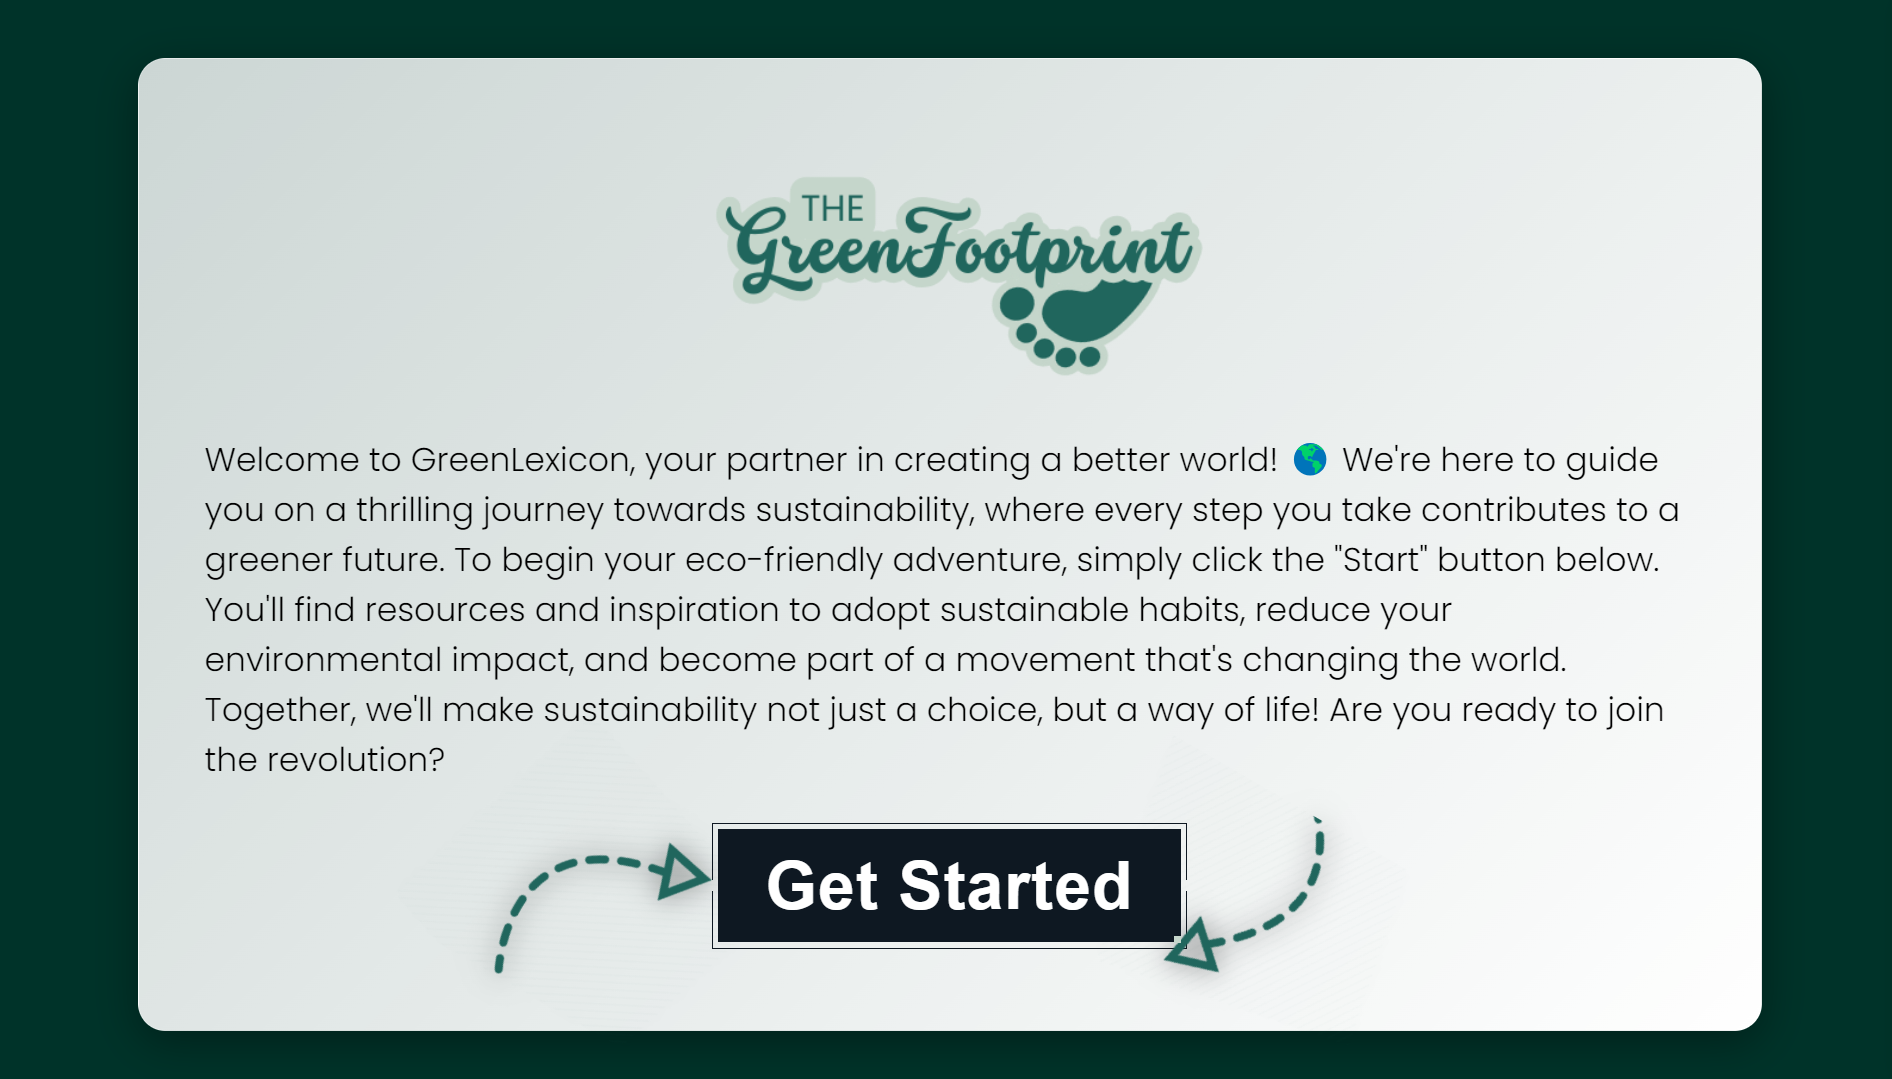 THE
GreenFootprint
Welcome to GreenLexicon, your partner in creating a better world! 🌎 We're here to guide
you on a thrilling journey towards sustainability, where every step you take contributes to a
greener future. To begin your eco-friendly adventure, simply click the "Start" button below.
You'll find resources and inspiration to adopt sustainable habits, reduce your
environmental impact, and become part of a movement that's changing the world.
Together, we'll make sustainability not just a choice, but a way of life! Are you ready to join
the revolution?
Get Started